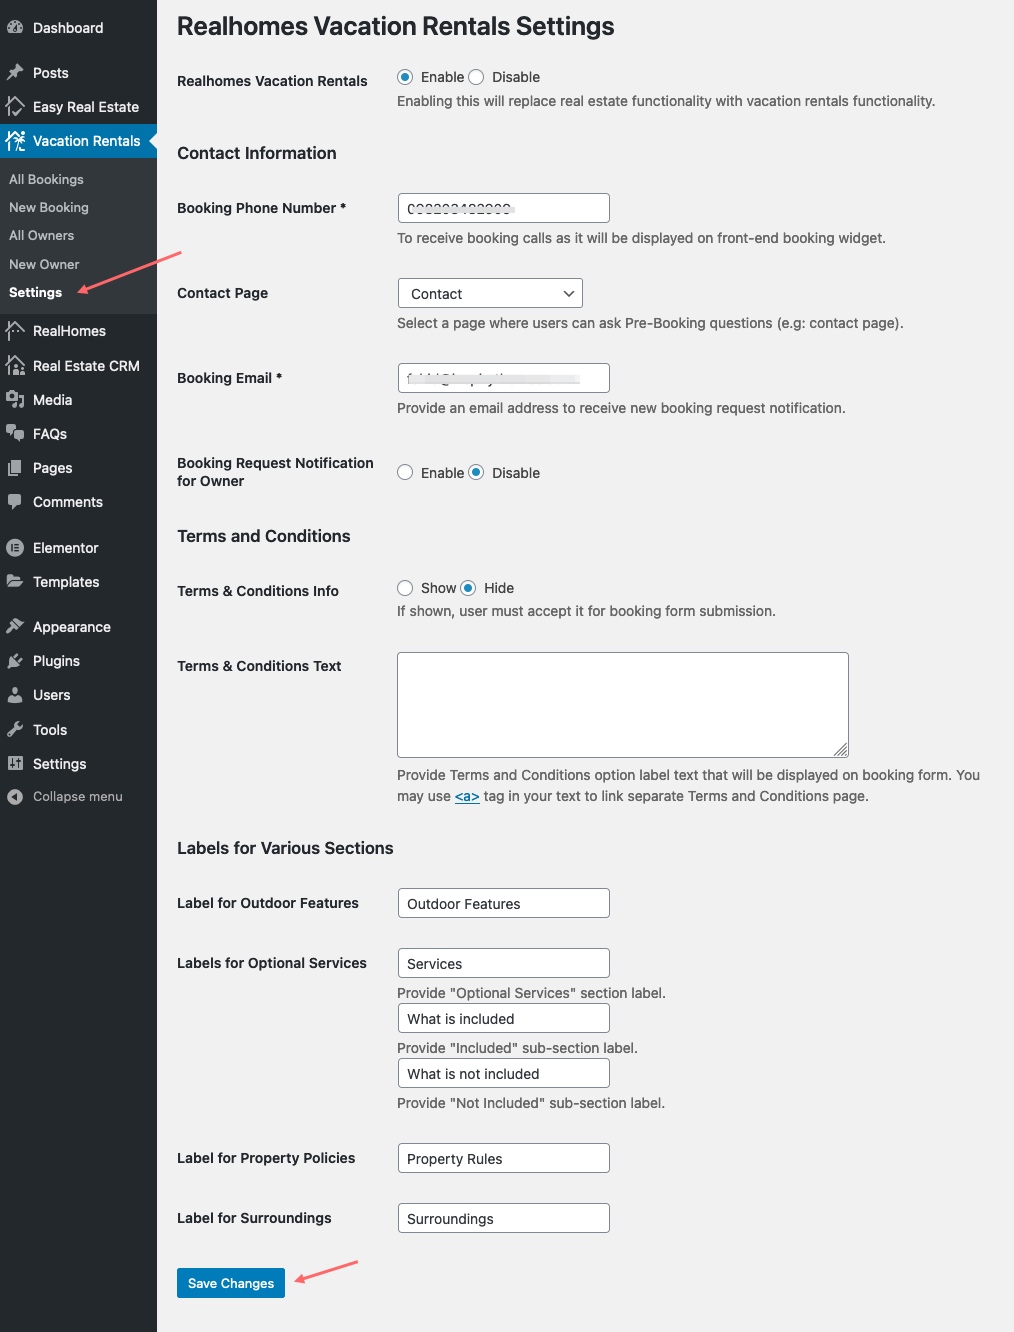 Dashboard
Posts
Easy Real Estate
Vacation Rentals
All Bookings
New Booking
All Owners
New Owner
Settings
RealHomes
Real Estate CRM
Media
FAQs
Pages
Comments
Elementor
Templates
Appearance
Plugins
Users
Tools
Settings
Collapse menu
Realhomes Vacation Rentals Settings
Realhomes Vacation Rentals
Enable Disable
Enabling this will replace real estate functionality with vacation rentals functionality.
Contact Information
Booking Phone Number *
To receive booking calls as it will be displayed on front-end booking widget.
Contact Page
Contact
Select a page where users can ask Pre-Booking questions (e.g: contact page).
Booking Email *
Provide an email address to receive new booking request notification.
Booking Request Notification
for Owner
Enable Disable
Terms and Conditions
Terms & Conditions Info
Show Hide
If shown, user must accept it for booking form submission.
Terms & Conditions Text
Provide Terms and Conditions option label text that will be displayed on booking form. You
may use <a> tag in your text to link separate Terms and Conditions page.
Labels for Various Sections
Label for Outdoor Features
Outdoor Features
Labels for Optional Services
Services
Provide "Optional Services" section label.
What is included
Provide "Included" sub-section label.
What is not included
Provide "Not Included" sub-section label.
Label for Property Policies
Property Rules
Label for Surroundings
Surroundings
Save Changes